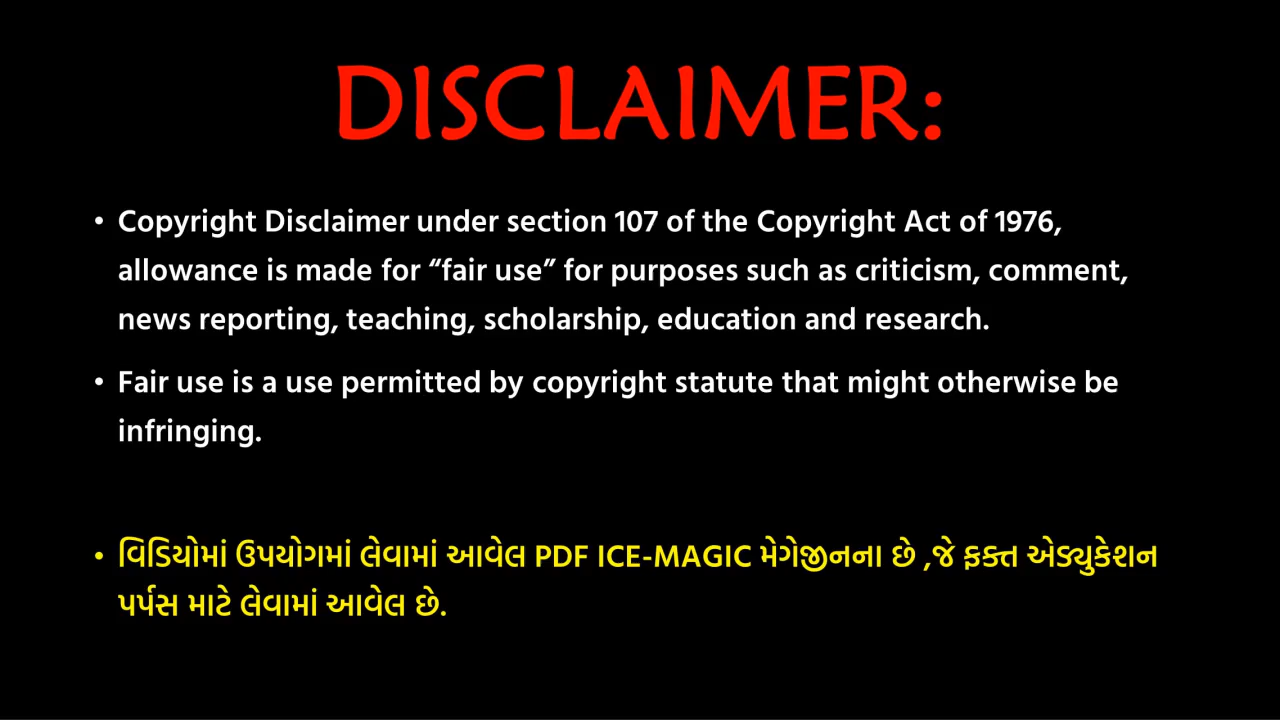 DISCLAIMER:
• Copyright Disclaimer under section 107 of the Copyright Act of 1976,
allowance is made for “fair use” for purposes such as criticism, comment,
news reporting, teaching, scholarship, education and research.
• Fair use is a use permitted by copyright statute that might otherwise be
infringing.
• વિડિયોમાં ઉપયોગમાં લેવામાં આવેલ PDF ICE-MAGIC મેગેજીનના છે ,જે ફક્ત એડ્યુકેશન
પર્પસ માટે લેવામાં આવેલ છે.